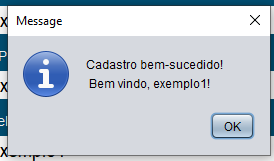 Message
Cadastro bem-sucedido!
Bem vindo, exemplo1!
OK